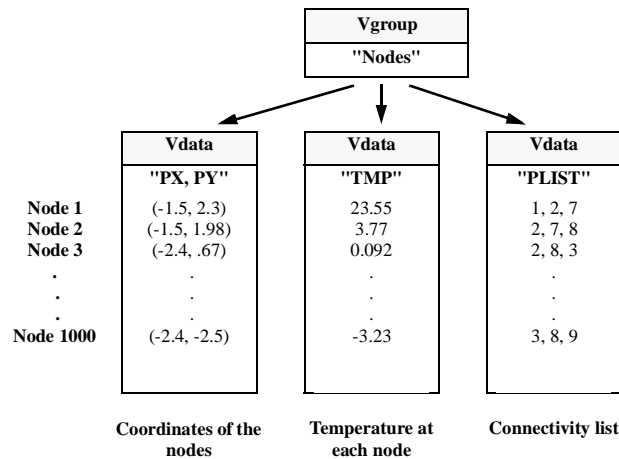 Vgroup
"Nodes"
Vdata Vdata Vdata
"PX, PY" "TMP" "PLIST"
Node 1 (-1.5, 2.3) 23.55 1, 2, 7
Node 2 (-1.5, 1.98) 3.77 2, 7, 8
Node 3 (-2.4, .67) 0.092 2, 8, 3
. . . .
. . . .
. . . .
Node 1000 (-2.4, -2.5) -3.23 3, 8, 9
Coordinates of the Temperature at Connectivity list
nodes each node